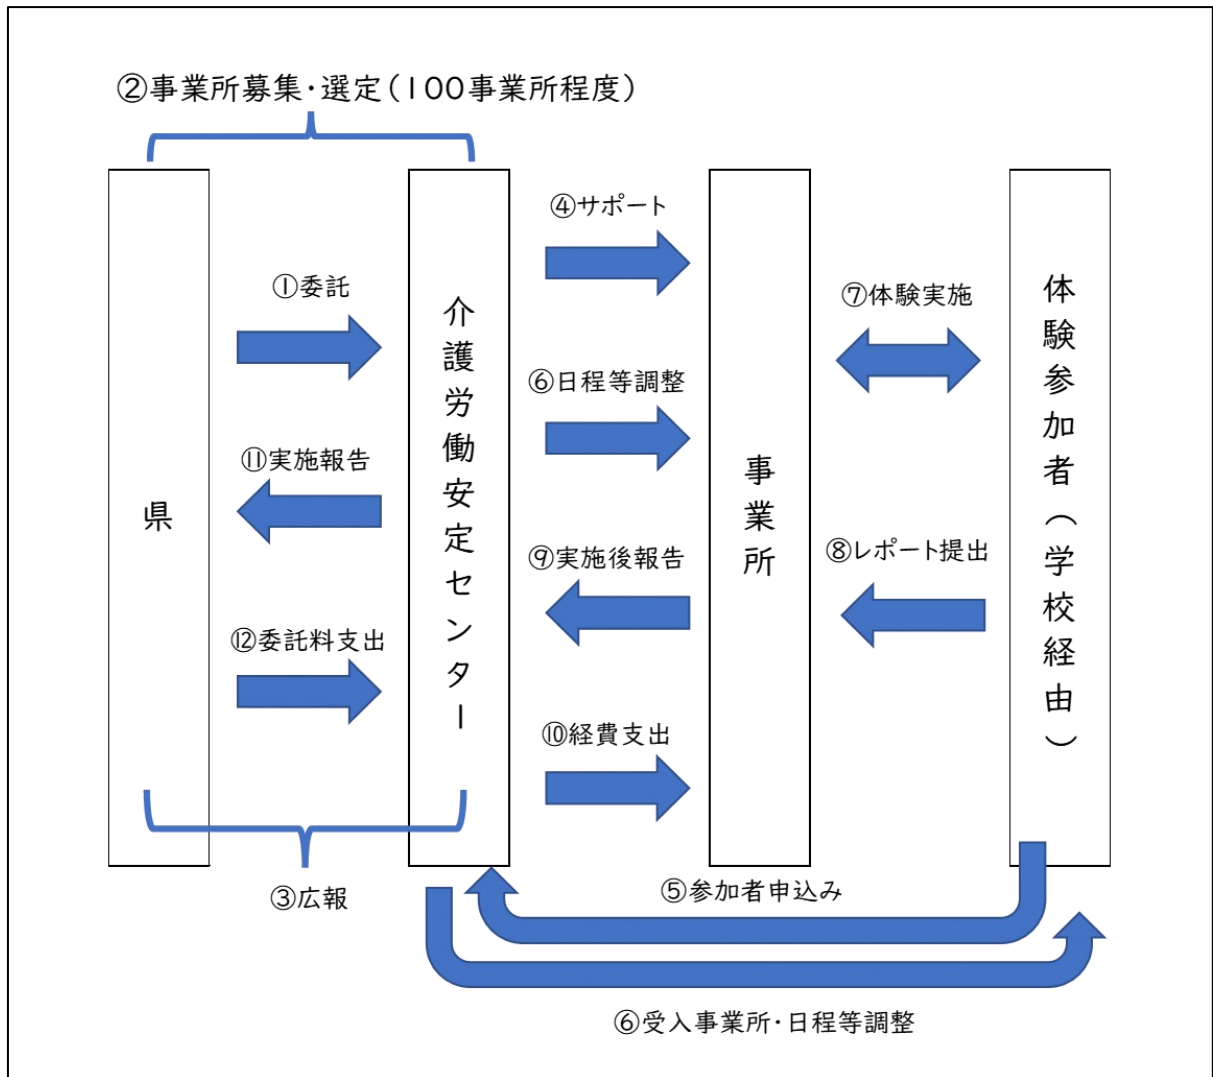 ②事業所募集・選定(100事業所程度)
④サポート
①委託
⑦体験実施
⑥日程等調整
⑪実施報告
⑨実施後報告
⑧レポート提出
⑫委託料支出
⑩経費支出
県
介護労働安定センター
事業所
体験参加者(学校経由)
③広報
⑤参加者申込み
⑥受入事業所・日程等調整